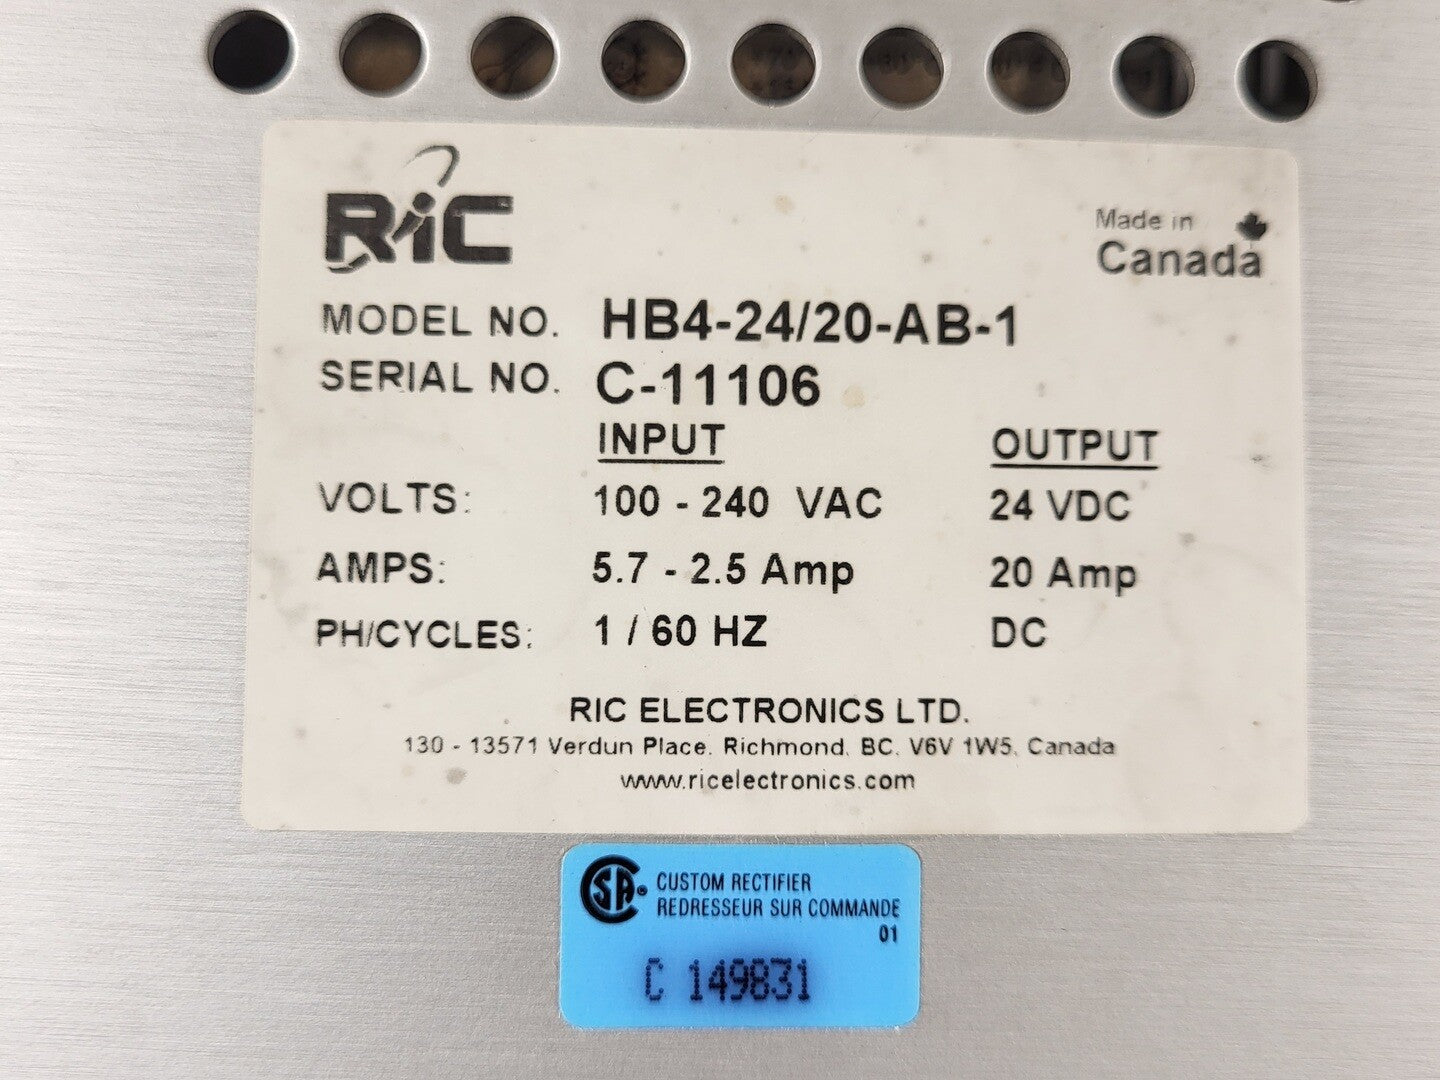 RiC
Made in
Canada
MODEL NO. HB4-24/20-AB-1
SERIAL NO. C-11106
INPUT OUTPUT
VOLTS: 100 - 240 VAC 24 VDC
AMPS: 5.7 - 2.5 Amp 20 Amp
PH/CYCLES: 1 / 60 HZ DC
RIC ELECTRONICS LTD.
130 - 13571 Verdun Place, Richmond, BC, V6V 1W5, Canada
www.ricelectronics.com
CSA® CUSTOM RECTIFIER
REDRESSEUR SUR COMMANDE
01
C 149831